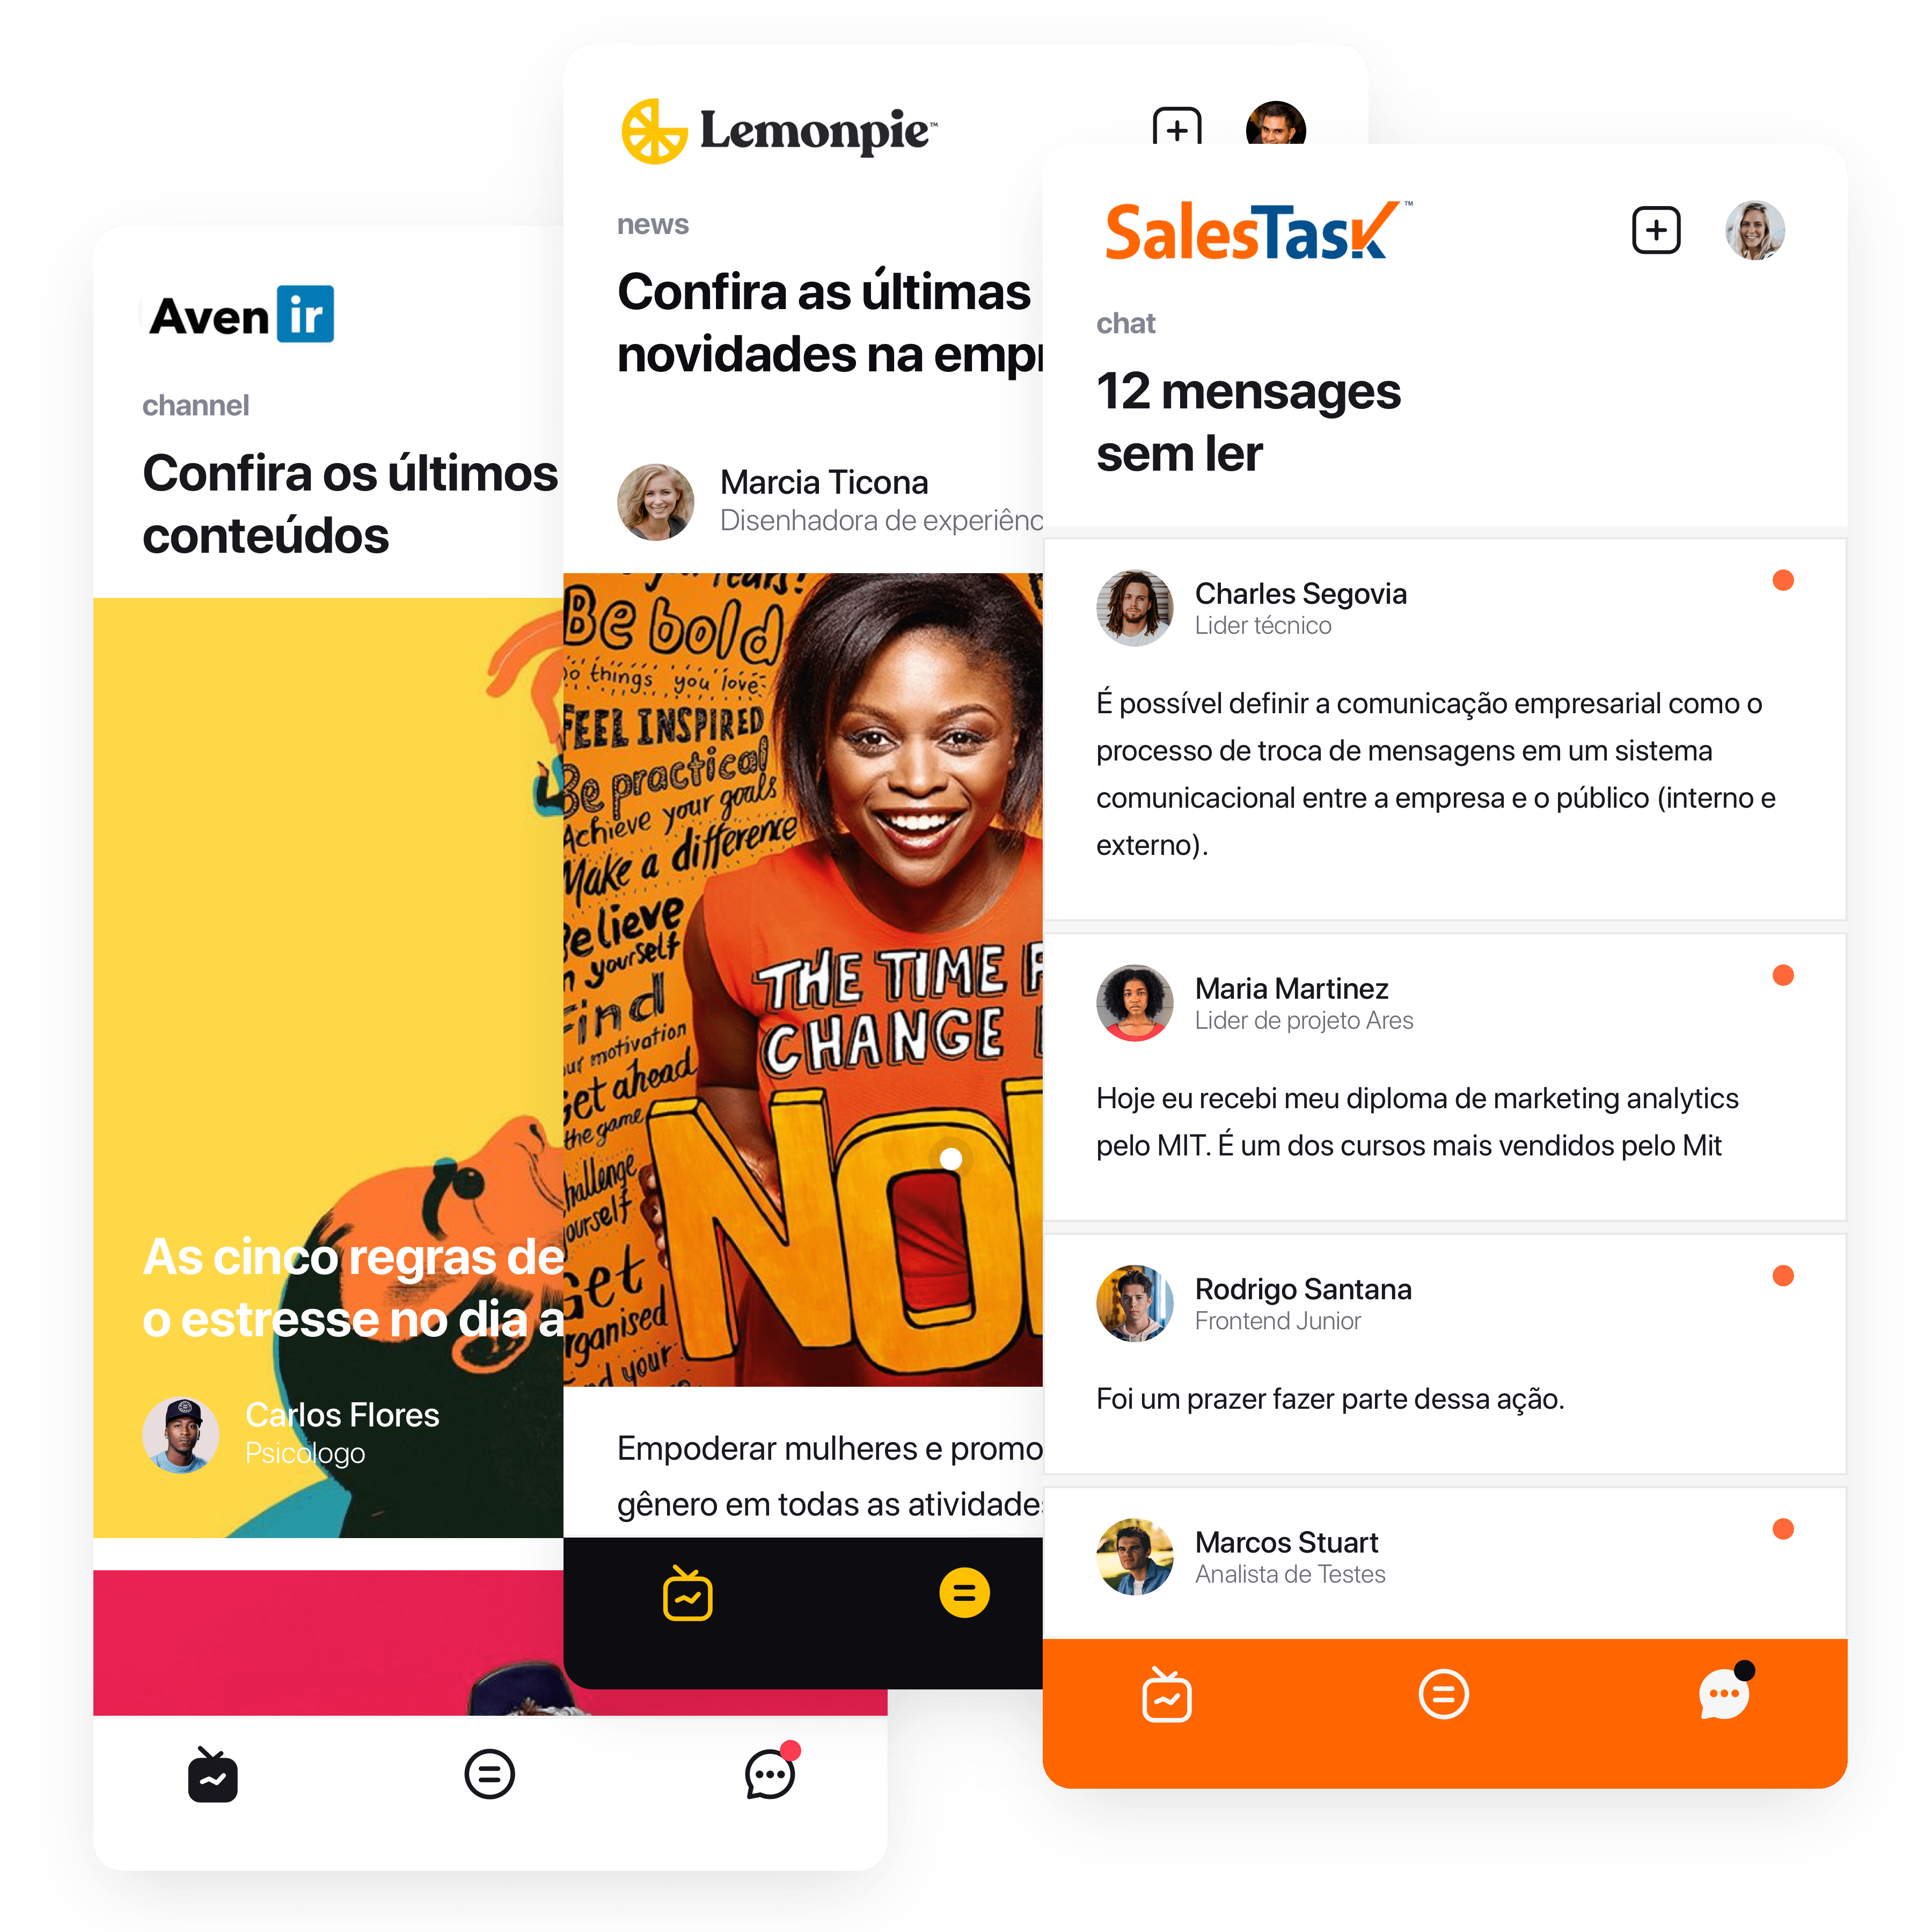 Avenir
channel
Confira os últimos
conteúdos
As cinco regras de
o estresse no dia a
Carlos Flores
Psicologo
Lemonpie™
news
Confira as últimas
novidades na emp
Marcia Ticona
Disenhadora de experiênc
years!
Be bold
Do things you love
FEEL INSPIRED
Be practical
Achieve your goals
Make a difference
Believe
in yourself
Find
your motivation
Get ahead
the game
challenge
yourself
Get
organised
your
THE TIME F
CHANGE
NO
Empoderar mulheres e promo
gênero em todas as atividades
SalesTask™
chat
12 mensages
sem ler
Charles Segovia
Lider técnico
É possível definir a comunicação empresarial como o
processo de troca de mensagens em um sistema
comunicacional entre a empresa e o público (interno e
externo).
Maria Martinez
Lider de projeto Ares
Hoje eu recebi meu diploma de marketing analytics
pelo MIT. É um dos cursos mais vendidos pelo Mit
Rodrigo Santana
Frontend Junior
Foi um prazer fazer parte dessa ação.
Marcos Stuart
Analista de Testes